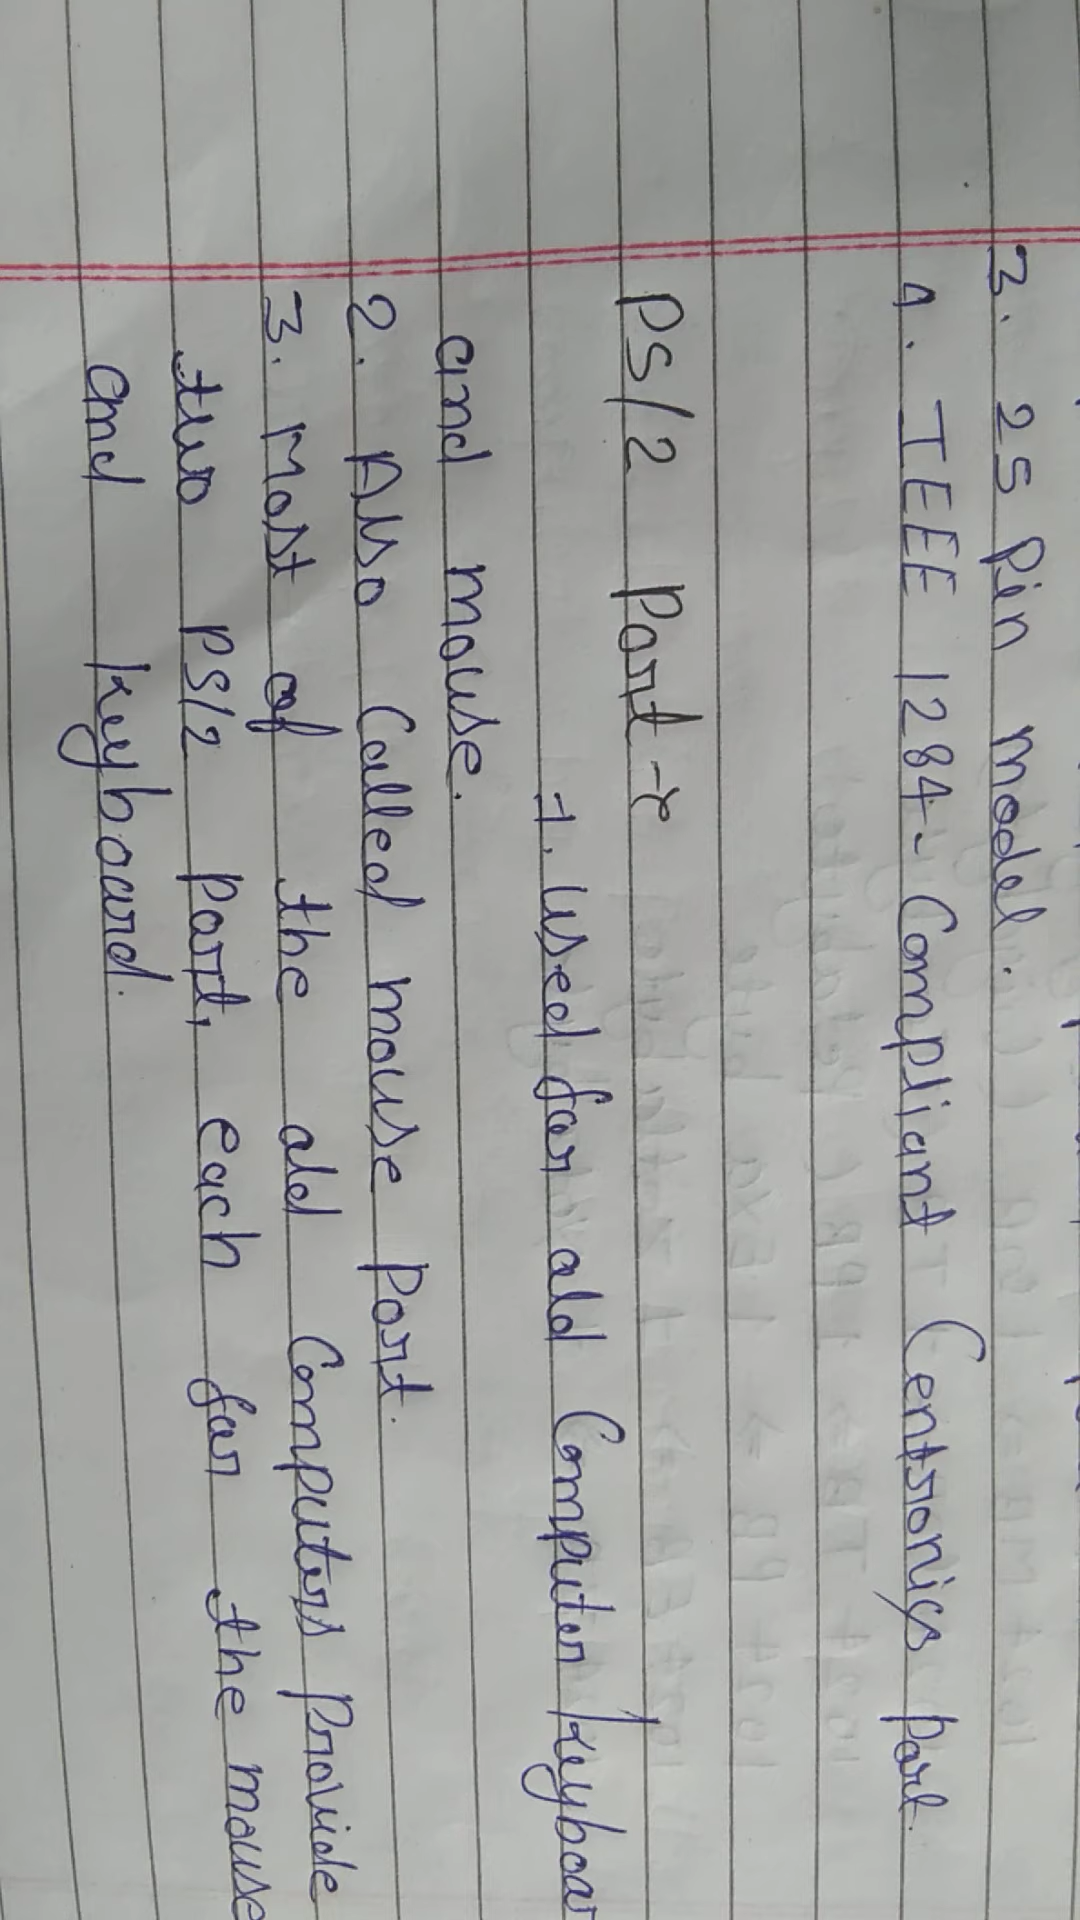 3. 25 Pin model.
4. IEEE 1284-Compliant Centronics Port.
PS/2 Port -
1. Used for old Computer keyboar
and mouse.
2. Also Called mouse Port.
3. Most of the old Computers Provide
two PS/2 Port, each for the mouse
and keyboard.